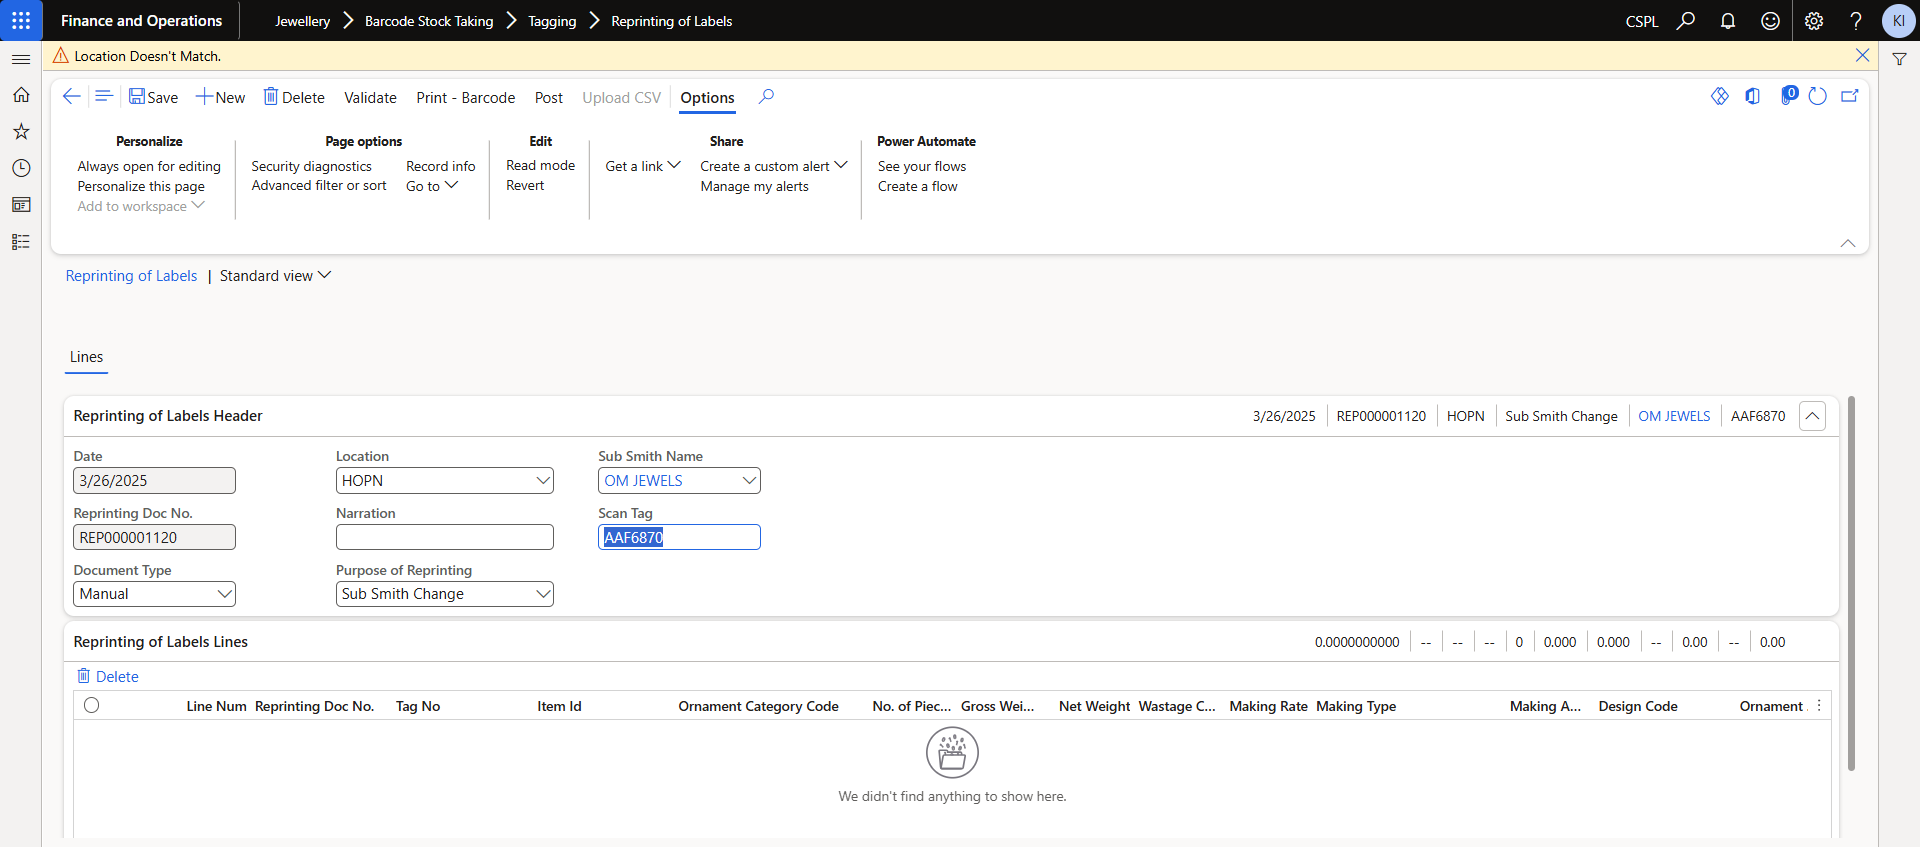 Finance and Operations Jewellery Barcode Stock Taking Tagging Reprinting of Labels CSPL KI
Location Doesn't Match.
Save New Delete Validate Print - Barcode Post Upload CSV Options 0
Personalize Page options Edit Share Power Automate
Always open for editing Security diagnostics Record info Read mode Get a link Create a custom alert See your flows
Personalize this page Advanced filter or sort Go to Revert Manage my alerts Create a flow
Add to workspace
Reprinting of Labels | Standard view
Lines
Reprinting of Labels Header 3/26/2025 REP000001120 HOPN Sub Smith Change OM JEWELS AAF6870
Date Location Sub Smith Name
3/26/2025 HOPN OM JEWELS
Reprinting Doc No. Narration Scan Tag
REP000001120 AAF6870
Document Type Purpose of Reprinting
Manual Sub Smith Change
Reprinting of Labels Lines 0.0000000000 -- -- -- 0 0.000 0.000 -- 0.00 -- 0.00
Delete
Line Num Reprinting Doc No. Tag No Item Id Ornament Category Code No. of Piec... Gross Wei... Net Weight Wastage C... Making Rate Making Type Making A... Design Code Ornament
We didn't find anything to show here.